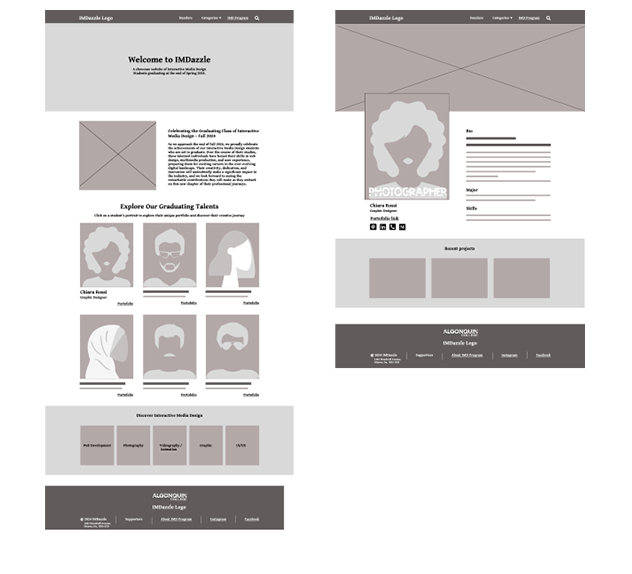 IMDazzle Logo
Members
Categories ▾
IMD Program
Welcome to IMDazzle
A showcase website of Interactive Media Design
Students graduating at the end of Spring 2024.
Celebrating the Graduating Class of Interactive
Media Design – Fall 2024
As we approach the end of Fall 2024, we proudly celebrate
the achievements of our Interactive Media Design students
who are set to graduate. Over the course of their studies,
these talented individuals have honed their skills in web
design, multimedia production, and user experience,
preparing them for exciting careers in the ever-evolving
digital landscape. Their creativity, dedication, and
innovation will undoubtedly make a significant impact in
the industry, and we look forward to seeing the
remarkable contributions they will make as they embark
on this new chapter of their professional journeys.
Explore Our Graduating Talents
Click on a student's portrait to explore their unique portfolio and discover their creative journey
Chiara Rossi
Graphic Designer
Portofolio
Portofolio
Portofolio
Portofolio
Portofolio
Portofolio
Discover Interactive Media Design
Web Development
Photography
Videography /
Animation
Graphic
UI/UX
ALGONQUIN
COLLEGE
IMDazzle Logo
© 2024 IMDazzle
Supporters
About IMD Program
Instagram
Facebook
IMDazzle Logo
Members
Categories ▾
IMD Program
PHOTOGRAPHER
Chiara Rossi
Graphic Designer
Portofolio link
Bio
Major
Skills
Recent projects
ALGONQUIN
COLLEGE
IMDazzle Logo
© 2024 IMDazzle
Supporters
About IMD Program
Instagram
Facebook